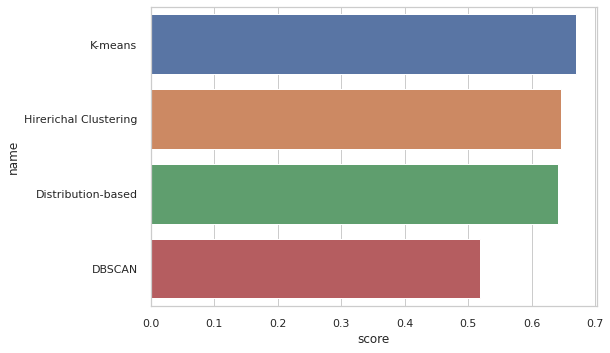 K-means
Hirerichal Clustering
Distribution-based
DBSCAN
name
0.0 0.1 0.2 0.3 0.4 0.5 0.6 0.7
score